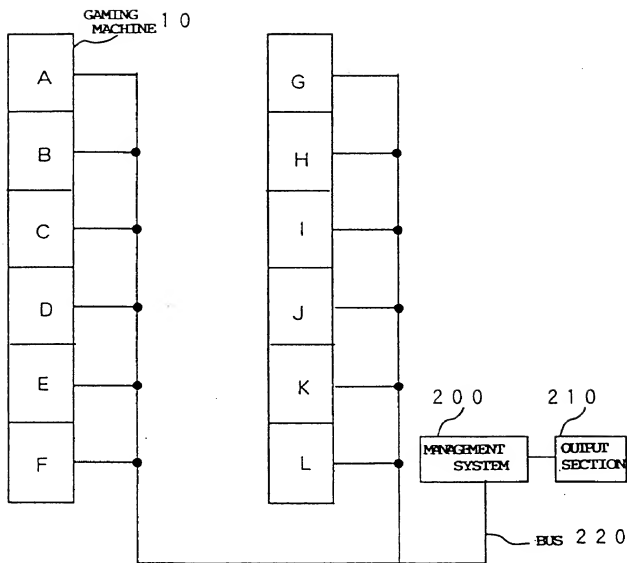 GAMING
MACHINE 10
A
B
C
D
E
F
G
H
I
J
K
L
200
MANAGEMENT
SYSTEM
210
OUTPUT
SECTION
BUS 220